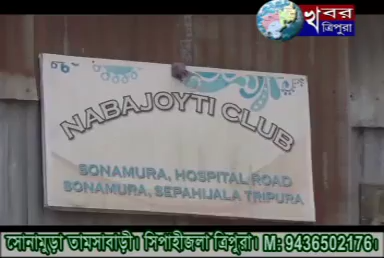 খবর
ত্রিপুরা
NABAJOYTI CLUB
SONAMURA, HOSPITAL ROAD
SONAMURA, SEPAHIJALA TRIPURA
সোনামুড়া তামসাবাড়ী। সিপাহীজলা ত্রিপুরা। M: 9436502176।